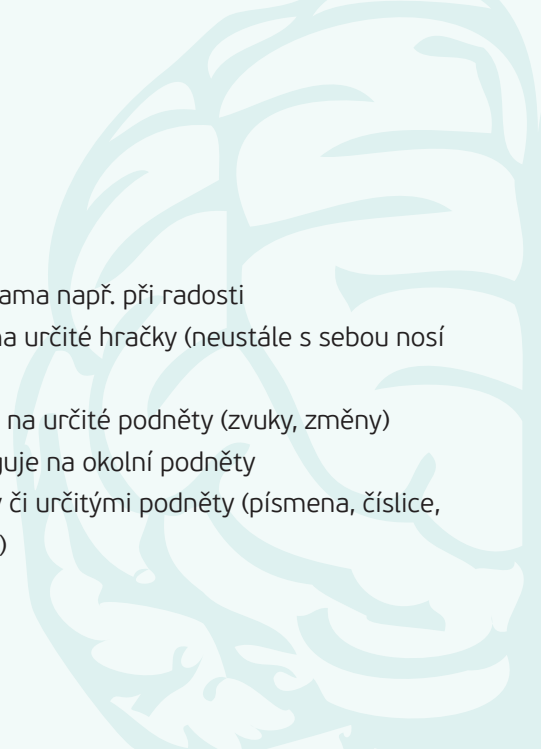 ama např. při radosti
na určité hračky (neustále s sebou nosí
na určité podněty (zvuky, změny)
guje na okolní podněty
y či určitými podněty (písmena, číslice,
)